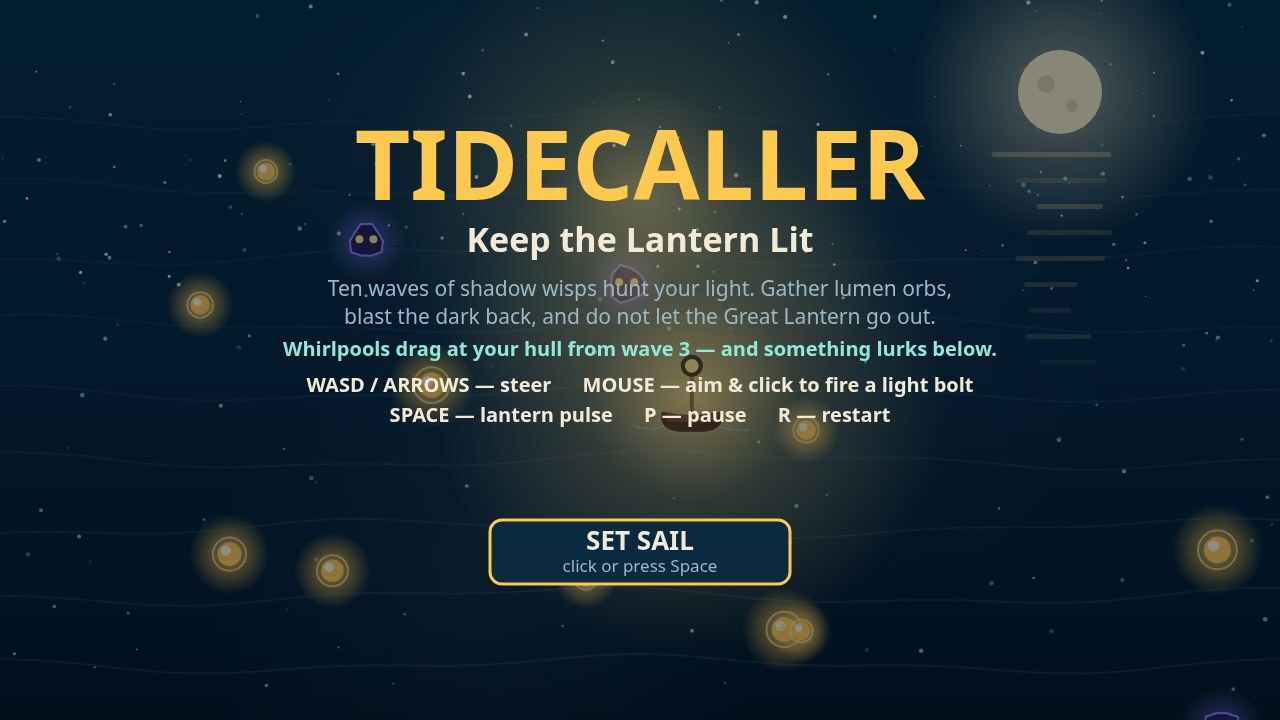 TIDECALLER
Keep the Lantern Lit
Ten waves of shadow wisps hunt your light. Gather lumen orbs,
blast the dark back, and do not let the Great Lantern go out.
Whirlpools drag at your hull from wave 3 — and something lurks below.
WASD / ARROWS — steer MOUSE — aim & click to fire a light bolt
SPACE — lantern pulse P — pause R — restart
SET SAIL
click or press Space